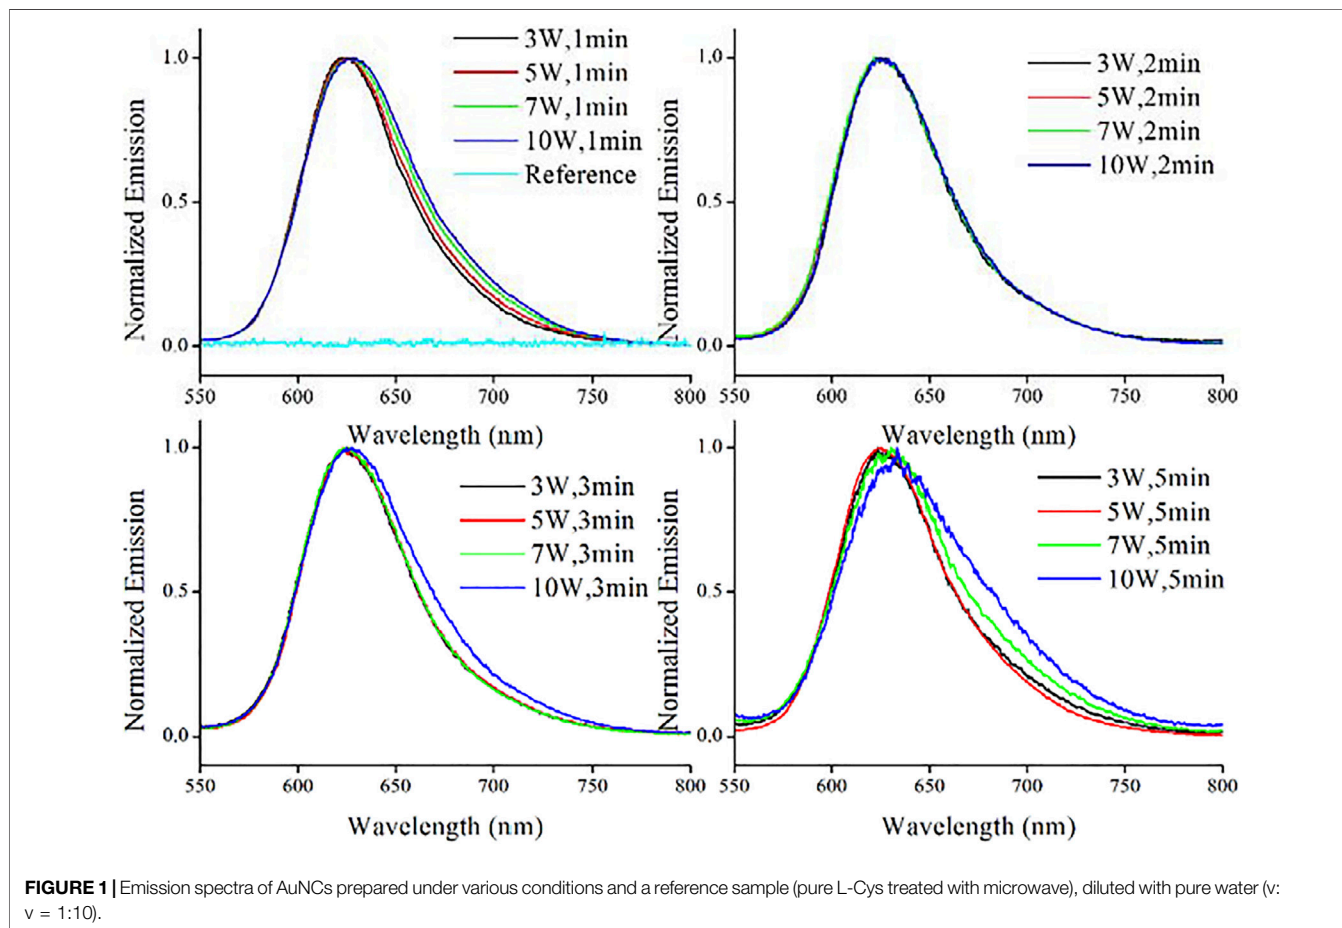 3W,1min
5W,1min
7W,1min
10W,1min
Reference
Normalized Emission
1.0
0.5
0.0
550 600 650 700 750 800
Wavelength (nm)
3W,2min
5W,2min
7W,2min
10W,2min
Normalized Emission
1.0
0.5
0.0
550 600 650 700 750 800
Wavelength (nm)
3W,3min
5W,3min
7W,3min
10W,3min
Normalized Emission
1.0
0.5
0.0
550 600 650 700 750 800
Wavelength (nm)
3W,5min
5W,5min
7W,5min
10W,5min
Normalized Emission
1.0
0.5
0.0
550 600 650 700 750 800
Wavelength (nm)
FIGURE 1 | Emission spectra of AuNCs prepared under various conditions and a reference sample (pure L-Cys treated with microwave), diluted with pure water (v:
v = 1:10).